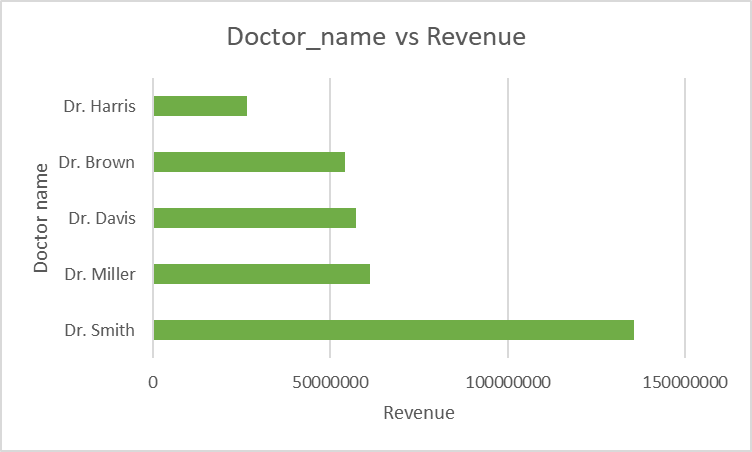 Doctor_name vs Revenue
Doctor name
Dr. Harris
Dr. Brown
Dr. Davis
Dr. Miller
Dr. Smith
0 50000000 100000000 150000000
Revenue